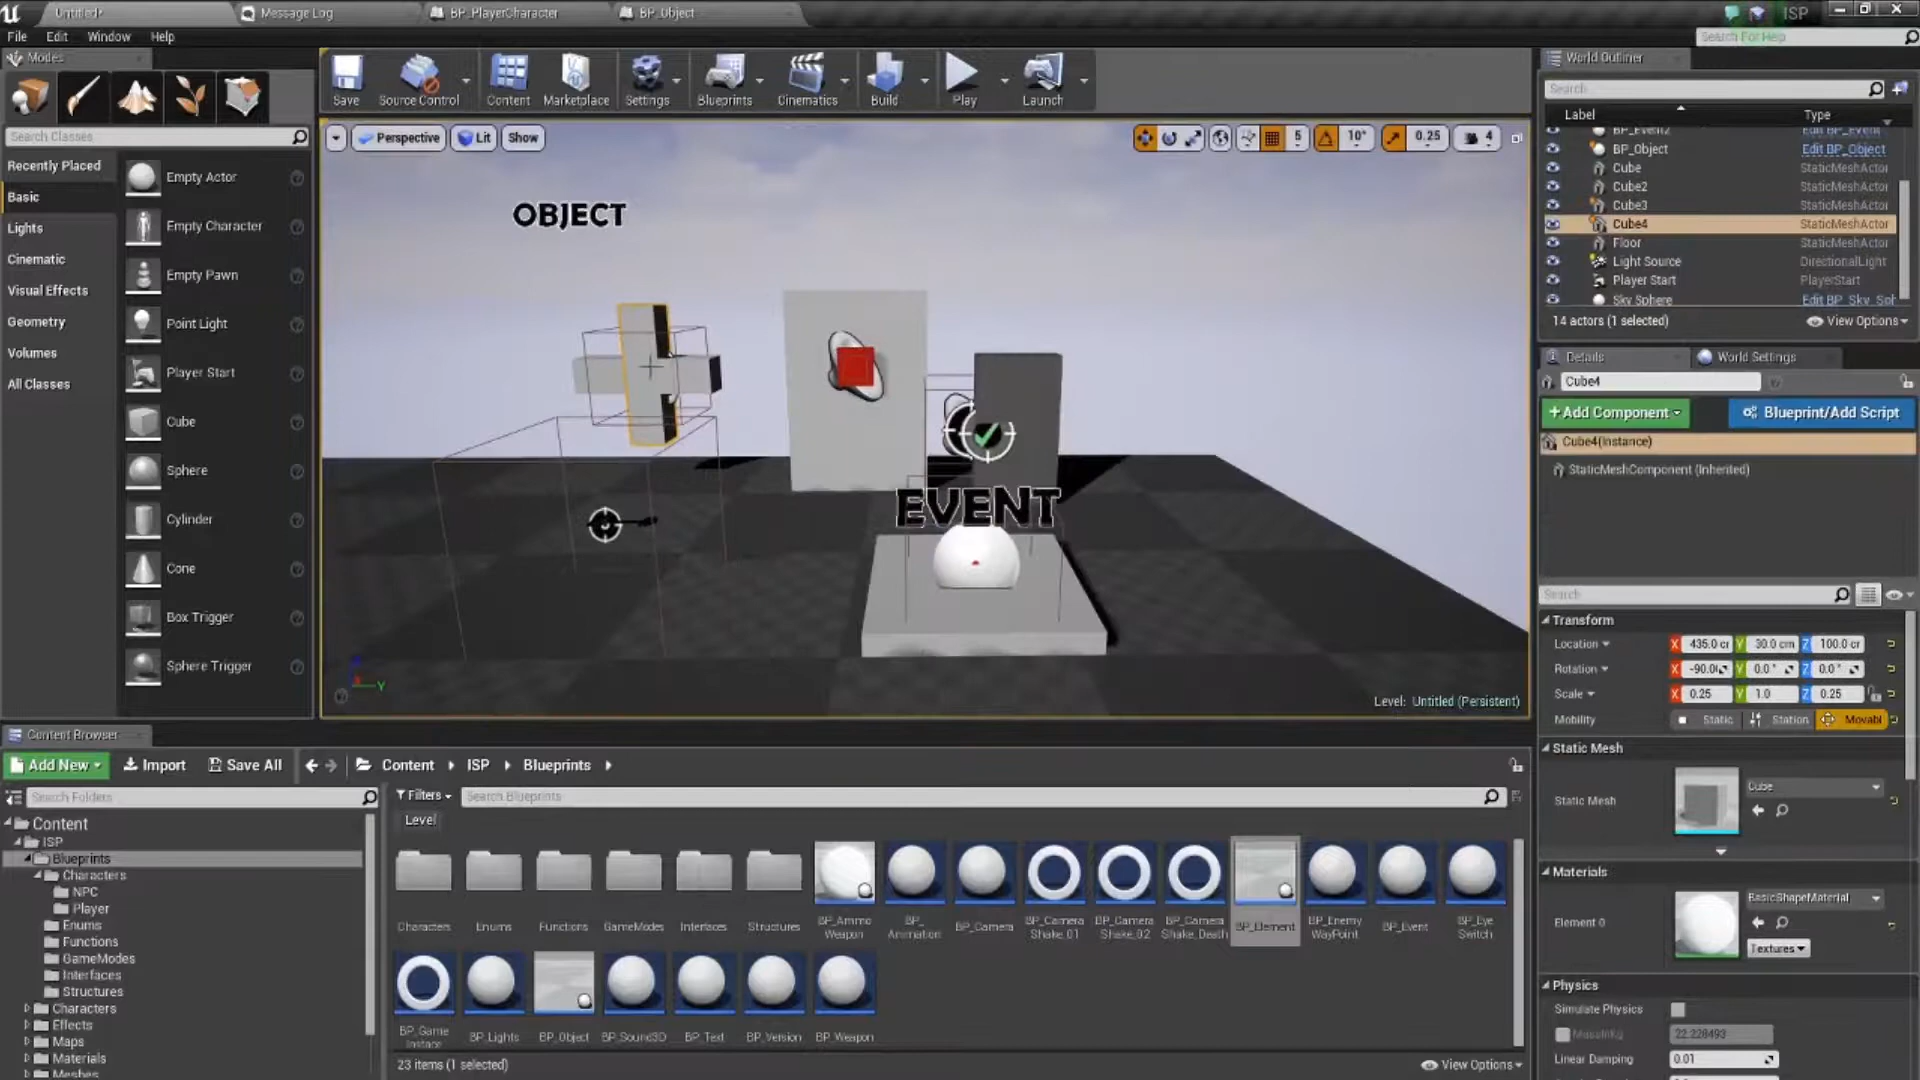 Untitled*
Message Log
BP_PlayerCharacter
BP_Object
ISP
File Edit Window Help
Search For Help
Modes
Search Classes
Recently Placed
Basic
Lights
Cinematic
Visual Effects
Geometry
Volumes
All Classes
Empty Actor
Empty Character
Empty Pawn
Point Light
Player Start
Cube
Sphere
Cylinder
Cone
Box Trigger
Sphere Trigger
Save
Source Control
Content
Marketplace
Settings
Blueprints
Cinematics
Build
Play
Launch
Perspective Lit Show
5 10° 0.25 4
OBJECT
EVENT
Level: Untitled (Persistent)
World Outliner
Search
Label Type
BP_Event2 Edit BP_Event
BP_Object Edit BP_Object
Cube StaticMeshActor
Cube2 StaticMeshActor
Cube3 StaticMeshActor
Cube4 StaticMeshActor
Floor StaticMeshActor
Light Source DirectionalLight
Player Start PlayerStart
Sky Sphere Edit BP_Sky_Sph
14 actors (1 selected)
View Options
Details
World Settings
Cube4
+Add Component
Blueprint/Add Script
Cube4(Instance)
StaticMeshComponent (Inherited)
Search
Transform
Location X 435.0 cr Y 30.0 cm Z 100.0 cr
Rotation X -90.0 Y 0.0 ° Z 0.0 °
Scale X 0.25 Y 1.0 Z 0.25
Mobility Static Station Movabl
Static Mesh
Static Mesh
Cube
Materials
Element 0
BasicShapeMaterial
Textures
Physics
Simulate Physics
MassInKg 22.226493
Linear Damping 0.01
Content Browser
Add New Import Save All Content ISP Blueprints
Search Folders
Filters
Search Blueprints
Level
Content
ISP
Blueprints
Characters
NPC
Player
Enums
Functions
GameModes
Interfaces
Structures
Characters
Effects
Maps
Materials
Meshes
Characters
Enums
Functions
GameModes
Interfaces
Structures
BP_Ammo Weapon
BP_ Animation
BP_Camera
BP_Camera Shake_01
BP_Camera Shake_02
BP_Camera Shake_Death
BP_Element
BP_Enemy WayPoint
BP_Event
BP_Eye Switch
BP_Game Instace
BP_Lights
BP_Object
BP_Sound3D
BP_Text
BP_Version
BP_Weapon
23 items (1 selected)
View Options